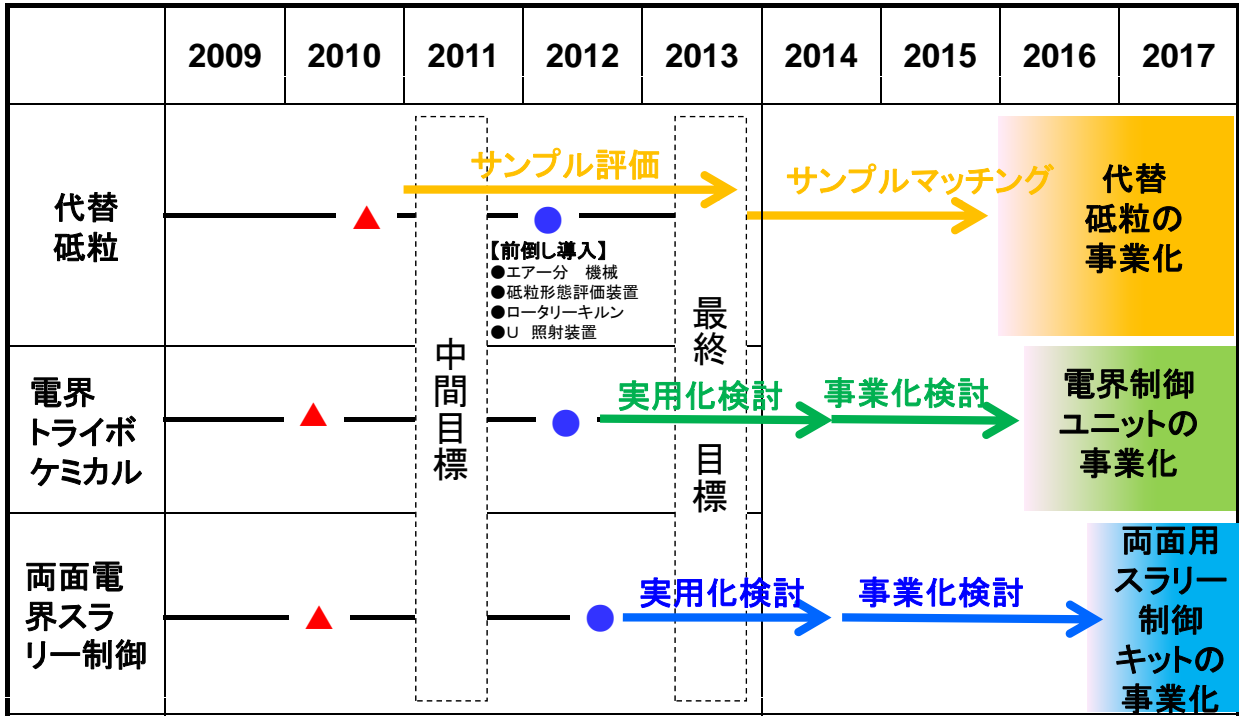 2009 2010 2011 2012 2013 2014 2015 2016 2017
代替
砥粒
サンプル評価
サンプルマッチング
代替
砥粒の
事業化
【前倒し導入】
●エアー分 機械
●砥粒形態評価装置
●ロータリーキルン
●U 照射装置
中間目標
最終 目標
電界
トライボ
ケミカル
実用化検討
事業化検討
電界制御
ユニットの
事業化
両面電
界スラ
リー制御
実用化検討
事業化検討
両面用
スラリー
制御
キットの
事業化